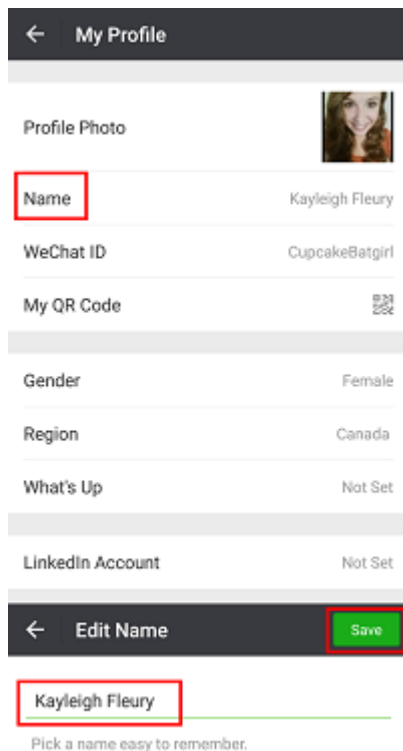 My Profile
Profile Photo
Name Kayleigh Fleury
WeChat ID CupcakeBatgirl
My QR Code
Gender Female
Region Canada
What's Up Not Set
LinkedIn Account Not Set
Edit Name Save
Kayleigh Fleury
Pick a name easy to remember.